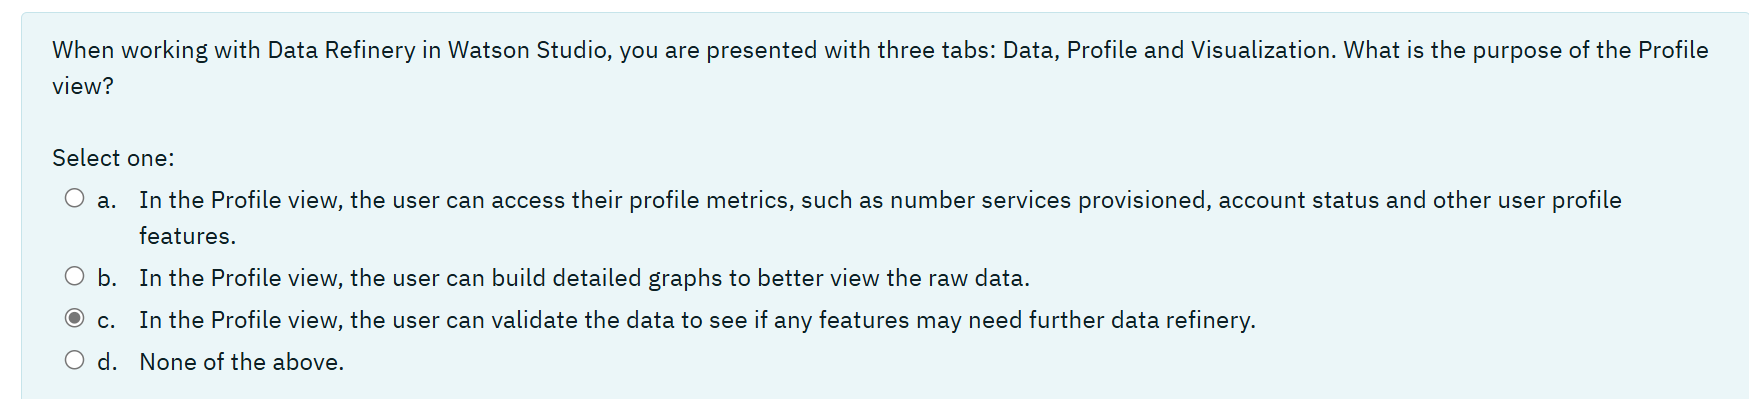 When working with Data Refinery in Watson Studio, you are presented with three tabs: Data, Profile and Visualization. What is the purpose of the Profile
view?
Select one:
a. In the Profile view, the user can access their profile metrics, such as number services provisioned, account status and other user profile
features.
b. In the Profile view, the user can build detailed graphs to better view the raw data.
c. In the Profile view, the user can validate the data to see if any features may need further data refinery.
d. None of the above.